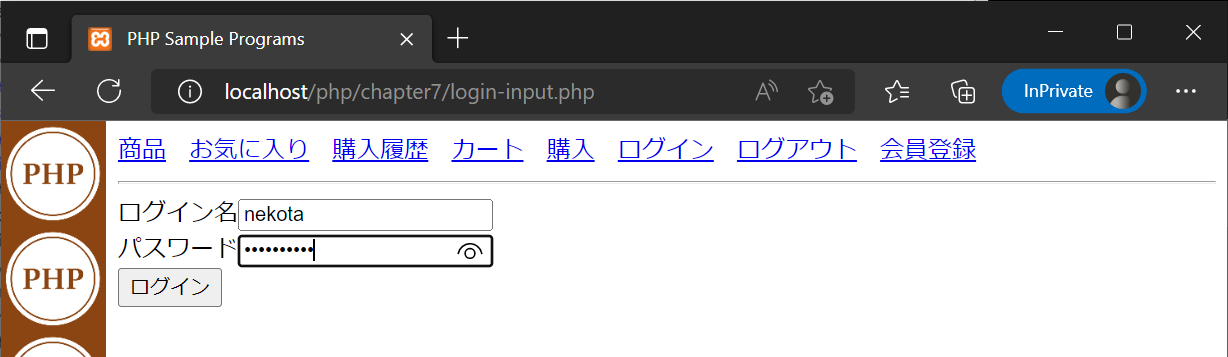 PHP Sample Programs
localhost/php/chapter7/login-input.php
InPrivate
PHP
商品 お気に入り 購入履歴 カート 購入 ログイン ログアウト 会員登録
ログイン名 nekota
パスワード ••••••••••
PHP
ログイン